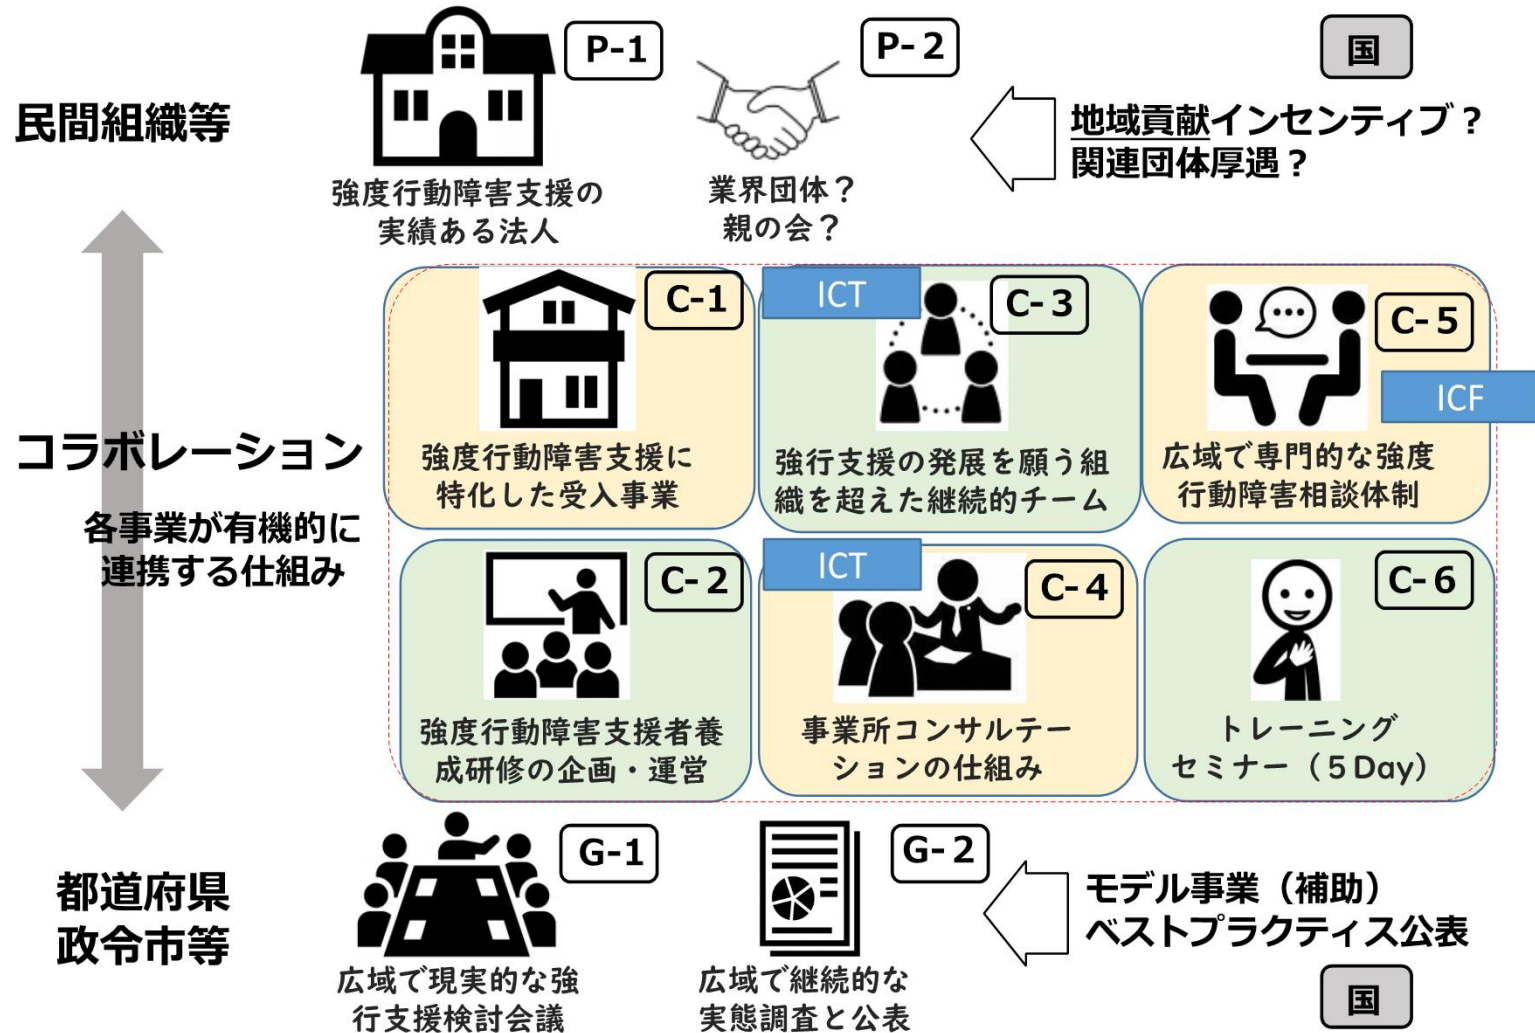 民間組織等
P-1
強度行動障害支援の
実績ある法人
P-2
業界団体？
親の会？
国
地域貢献インセンティブ？
関連団体厚遇？
コラボレーション
各事業が有機的に
連携する仕組み
C-1
強度行動障害支援に
特化した受入事業
ICT
C-3
強行支援の発展を願う組
織を超えた継続的チーム
C-5
ICF
広域で専門的な強度
行動障害相談体制
C-2
強度行動障害支援者養
成研修の企画・運営
ICT
C-4
事業所コンサルテー
ションの仕組み
C-6
トレーニング
セミナー（５Day）
都道府県
政令市等
G-1
広域で現実的な強
行支援検討会議
G-2
広域で継続的な
実態調査と公表
モデル事業（補助）
ベストプラクティス公表
国